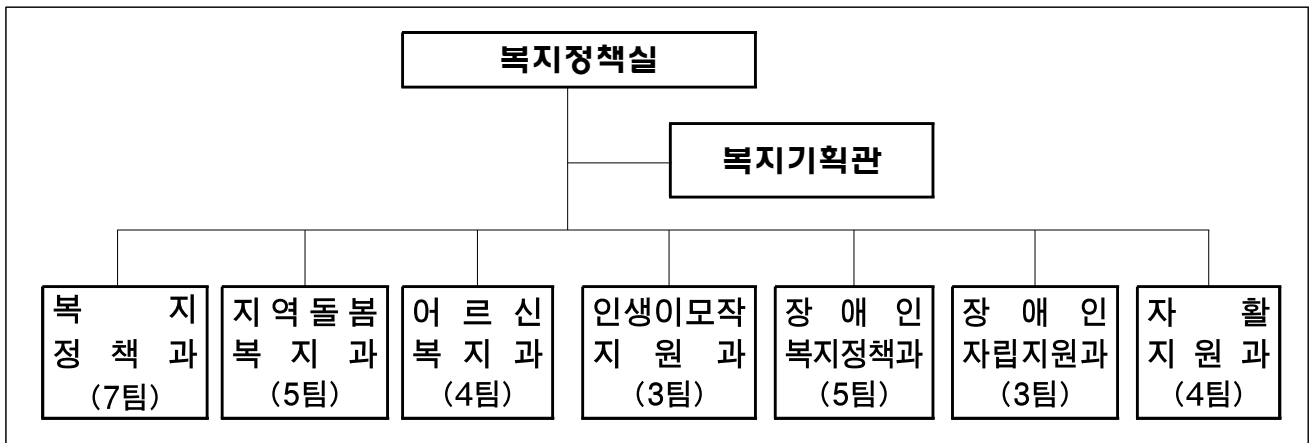 복지정책실
복지기획관
복 지
정 책 과
(7팀)
지역돌봄
복 지 과
(5팀)
어 르 신
복 지 과
(4팀)
인생이모작
지 원 과
(3팀)
장 애 인
복지정책과
(5팀)
장 애 인
자립지원과
(3팀)
자 활
지 원 과
(4팀)